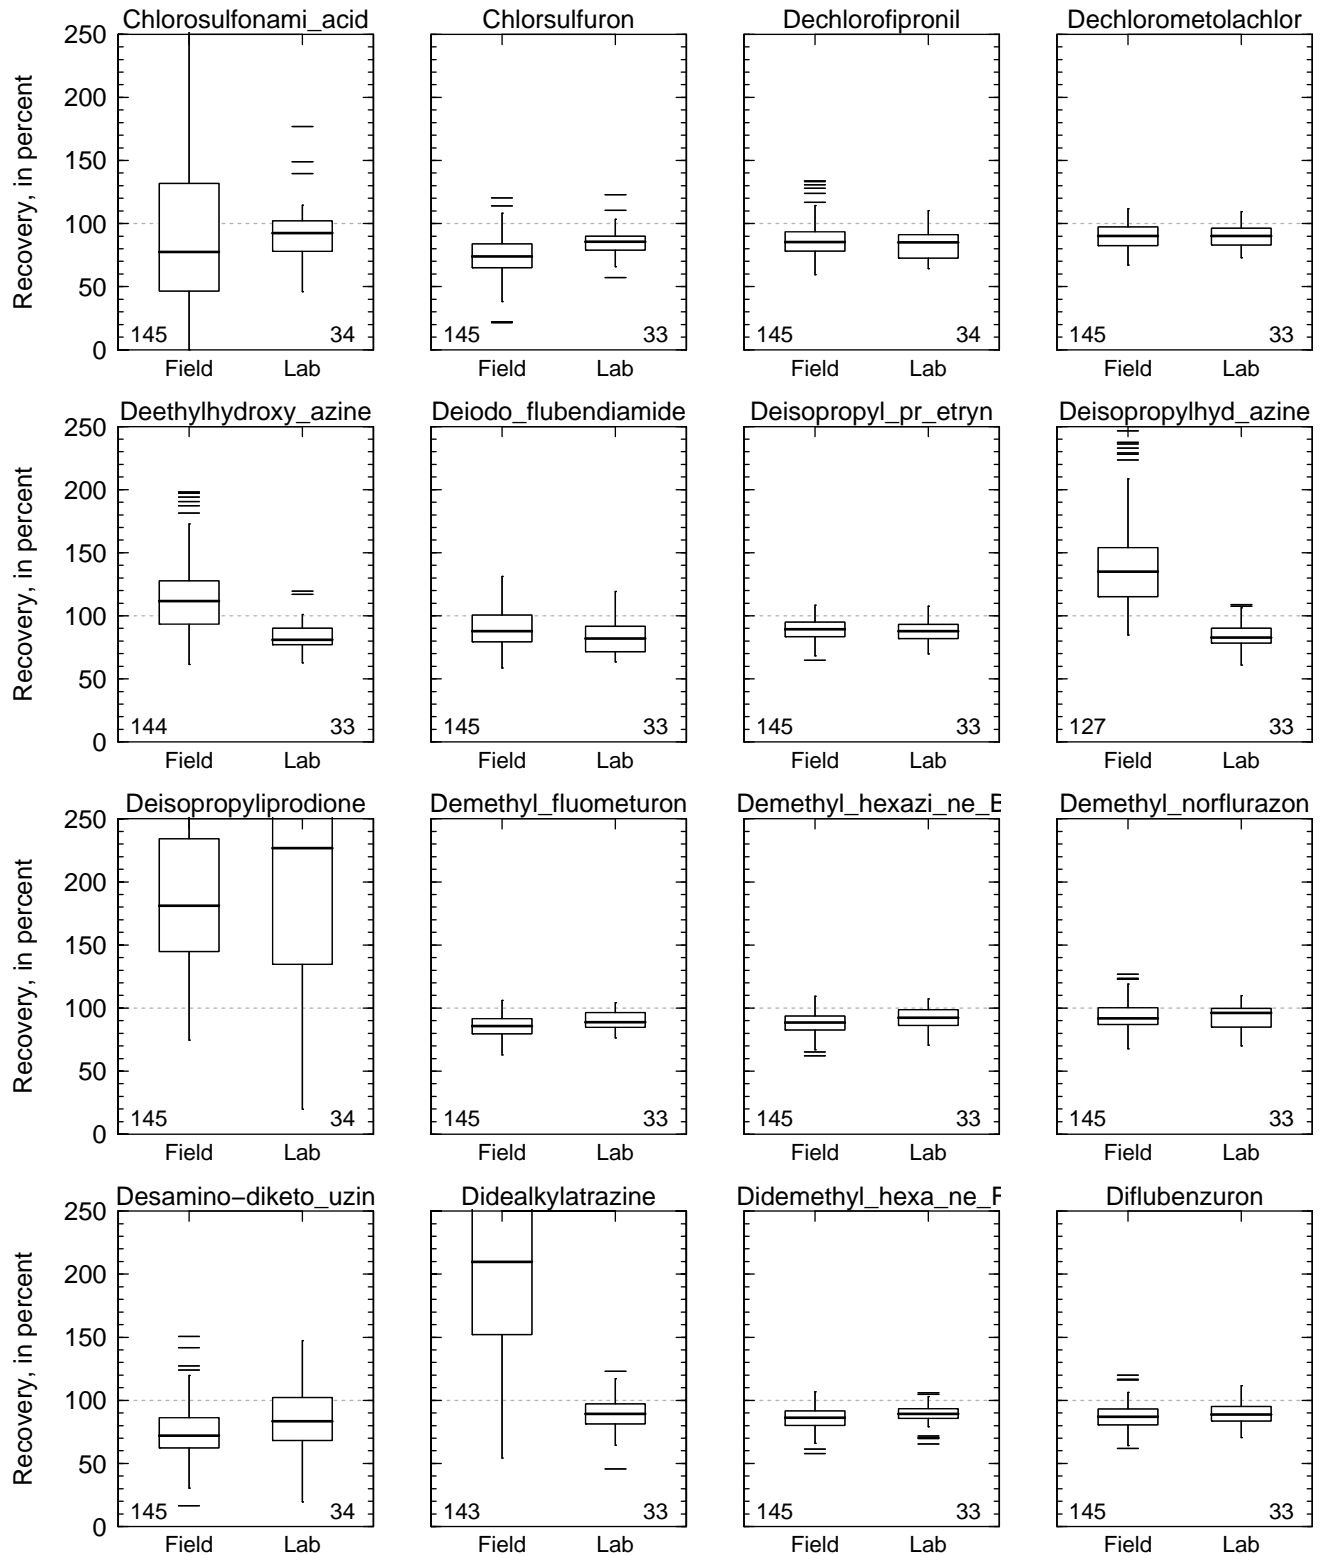 Chlorosulfonami_acid Chlorsulfuron Dechlorofipronil Dechlorometolachlor
250
200
150
100
50
0
Recovery, in percent
145 34 145 33 145 34 145 33
Field Lab Field Lab Field Lab Field Lab
Deethylhydroxy_azine Deiodo_flubendiamide Deisopropyl_pr_etryn Deisopropylhyd_azine
250
200
150
100
50
0
Recovery, in percent
144 33 145 33 145 33 127 33
Field Lab Field Lab Field Lab Field Lab
Deisopropyliprodione Demethyl_fluometuron Demethyl_hexazi_ne_B Demethyl_norflurazon
250
200
150
100
50
0
Recovery, in percent
145 34 145 33 145 33 145 33
Field Lab Field Lab Field Lab Field Lab
Desamino−diketo_uzin Didealkylatrazine Didemethyl_hexa_ne_F Diflubenzuron
250
200
150
100
50
0
Recovery, in percent
145 34 143 33 145 33 145 33
Field Lab Field Lab Field Lab Field Lab